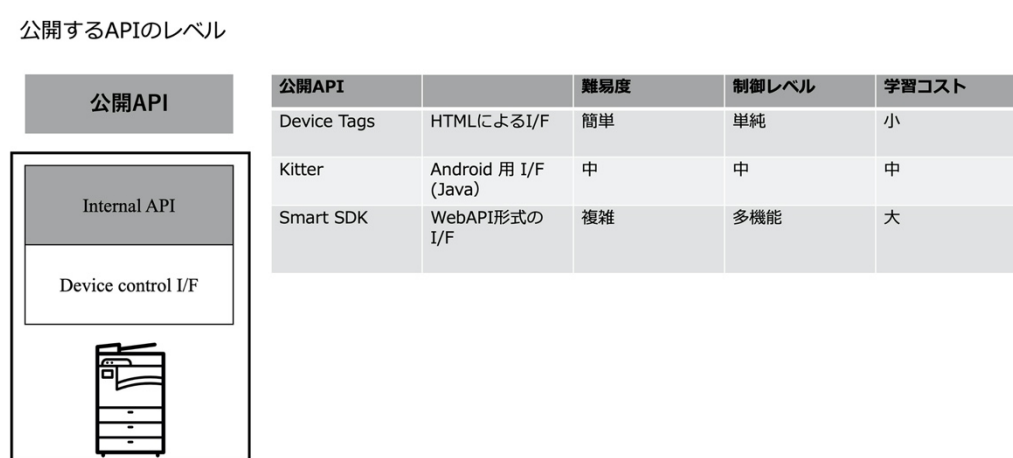 公開するAPIのレベル
公開API
Internal API
Device control I/F
公開API 難易度 制御レベル 学習コスト
Device Tags HTMLによるI/F 簡単 単純 小
Kitter Android 用 I/F 中 中 中
(Java）
Smart SDK WebAPI形式の 複雑 多機能 大
I/F